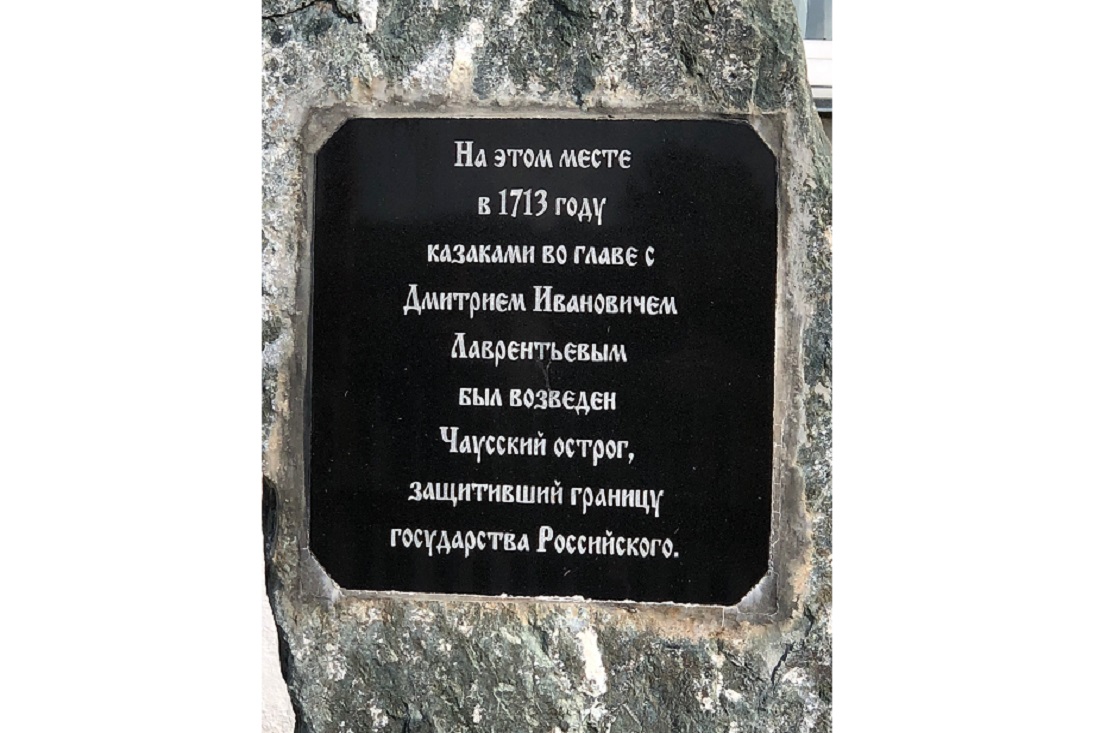 На этом месте
в 1713 году
казаками во главе с
Дмитрием Ивановичем
Лаврентьевым
был возведен
Чаусский острог,
защитивший границу
государства Российского.